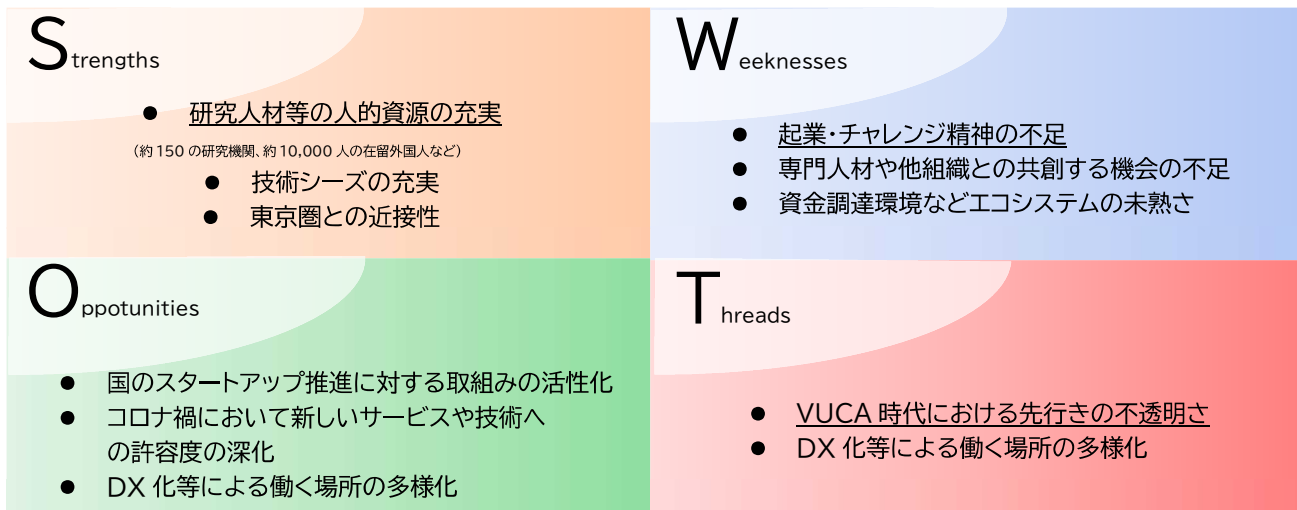 Strengths
● 研究人材等の人的資源の充実
（約150の研究機関、約10,000人の在留外国人など）
● 技術シーズの充実
● 東京圏との近接性
Weeknesses
● 起業・チャレンジ精神の不足
● 専門人材や他組織との共創する機会の不足
● 資金調達環境などエコシステムの未熟さ
Oppotunities
● 国のスタートアップ推進に対する取組みの活性化
● コロナ禍において新しいサービスや技術へ
の許容度の深化
● DX 化等による働く場所の多様化
Threads
● VUCA 時代における先行きの不透明さ
● DX 化等による働く場所の多様化